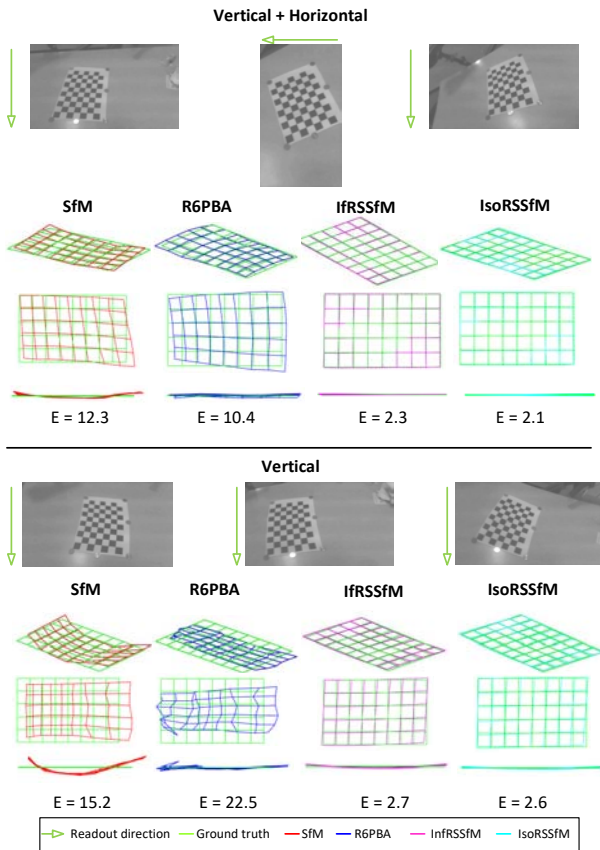 Vertical + Horizontal
SfM R6PBA IfRSSfM IsoRSSfM
E = 12.3 E = 10.4 E = 2.3 E = 2.1
Vertical
SfM R6PBA IfRSSfM IsoRSSfM
E = 15.2 E = 22.5 E = 2.7 E = 2.6
Readout direction Ground truth SfM R6PBA InfRSSfM IsoRSSfM